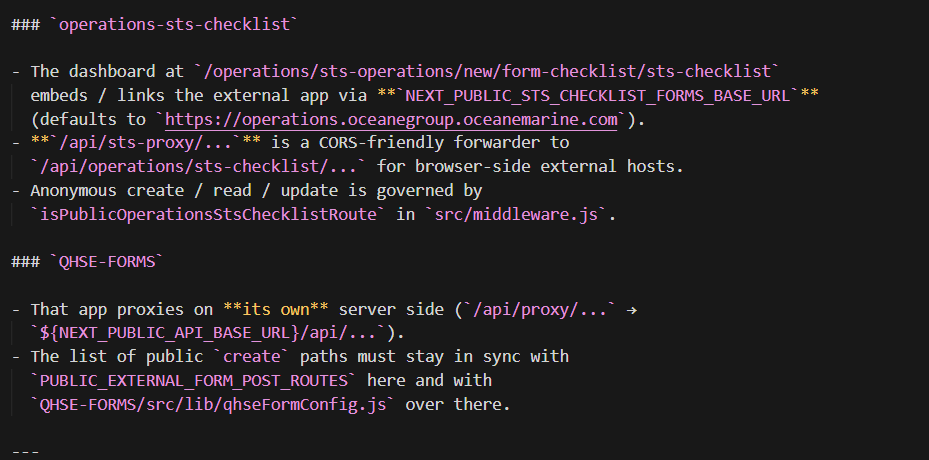 ### `operations-sts-checklist`
- The dashboard at `/operations/sts-operations/new/form-checklist/sts-checklist`
embeds / links the external app via **`NEXT_PUBLIC_STS_CHECKLIST_FORMS_BASE_URL`**
(defaults to `https://operations.oceanegroup.oceanemarine.com`).
- **`/api/sts-proxy/...`** is a CORS-friendly forwarder to
`/api/operations/sts-checklist/...` for browser-side external hosts.
- Anonymous create / read / update is governed by
`isPublicOperationsStsChecklistRoute` in `src/middleware.js`.
### `QHSE-FORMS`
- That app proxies on **its own** server side (`/api/proxy/...` →
`${NEXT_PUBLIC_API_BASE_URL}/api/...`).
- The list of public `create` paths must stay in sync with
`PUBLIC_EXTERNAL_FORM_POST_ROUTES` here and with
`QHSE-FORMS/src/lib/qhseFormConfig.js` over there.
---